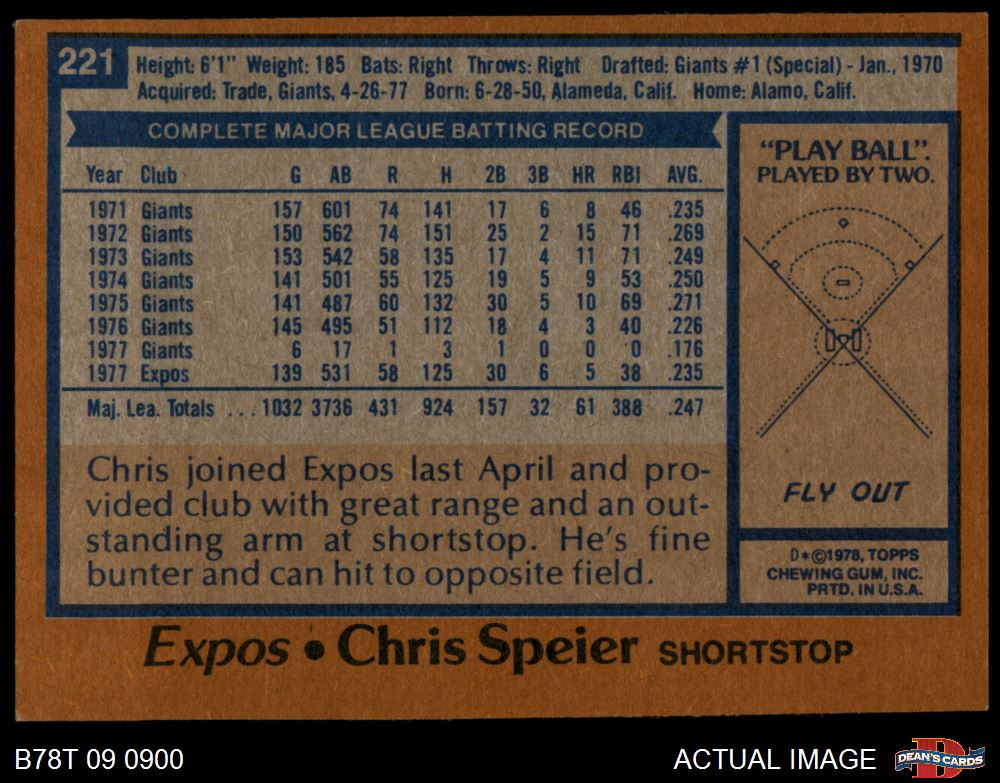 221
Height: 6'1" Weight: 185 Bats: Right Throws: Right Drafted: Giants #1 (Special) - Jan., 1970
Acquired: Trade, Giants, 4-26-77 Born: 6-28-50, Alameda, Calif. Home: Alamo, Calif.
COMPLETE MAJOR LEAGUE BATTING RECORD
Year Club G AB R H 2B 3B HR RBI AVG.
1971 Giants 157 601 74 141 17 6 8 46 .235
1972 Giants 150 562 74 151 25 2 15 71 .269
1973 Giants 153 542 58 135 17 4 11 71 .249
1974 Giants 141 501 55 125 19 5 9 53 .250
1975 Giants 141 487 60 132 30 5 10 69 .271
1976 Giants 145 495 51 112 18 4 3 40 .226
1977 Giants 6 17 1 3 1 0 0 0 .176
1977 Expos 139 531 58 125 30 6 5 38 .235
Maj. Lea. Totals ... 1032 3736 431 924 157 32 61 388 .247
Chris joined Expos last April and pro-
vided club with great range and an out-
standing arm at shortstop. He's fine
bunter and can hit to opposite field.
"PLAY BALL".
PLAYED BY TWO.
FLY OUT
D*©1978, TOPPS
CHEWING GUM, INC.
PRTD. IN U.S.A.
Expos • Chris Speier SHORTSTOP
B78T 09 0900
ACTUAL IMAGE
D
DEAN'S CARDS